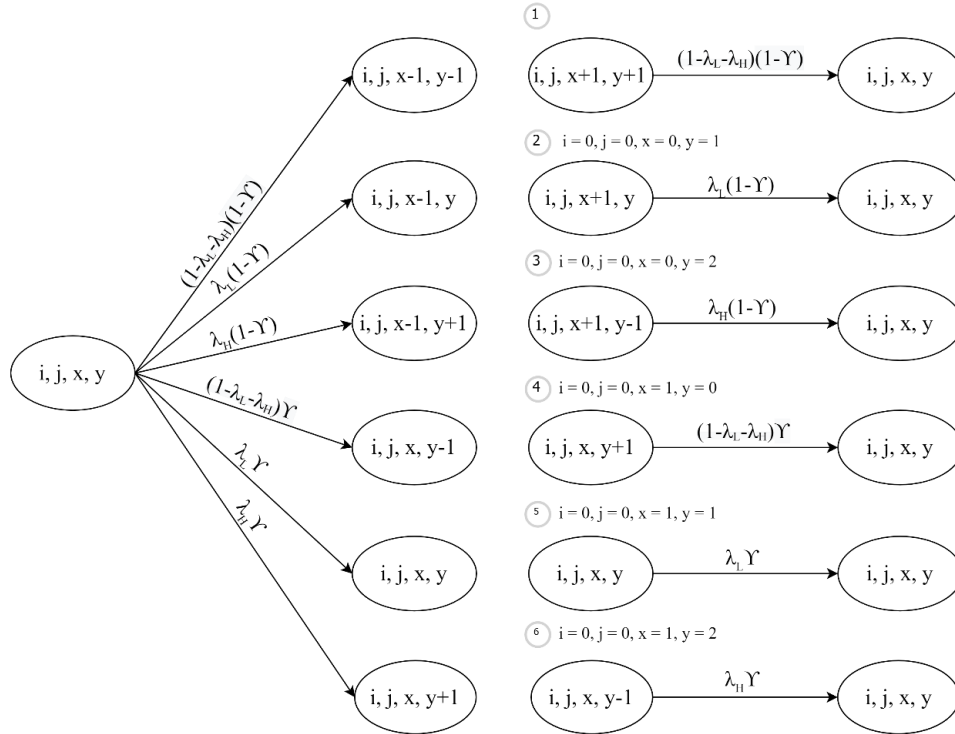 i, j, x, y
(1-λL-λH)(1-ϒ)
i, j, x-1, y-1
λL(1-ϒ)
i, j, x-1, y
λH(1-ϒ)
i, j, x-1, y+1
(1-λL-λH)ϒ
i, j, x, y-1
λLϒ
i, j, x, y
λHϒ
i, j, x, y+1
1
i, j, x+1, y+1
(1-λL-λH)(1-ϒ)
i, j, x, y
2 i = 0, j = 0, x = 0, y = 1
i, j, x+1, y
λL(1-ϒ)
i, j, x, y
3 i = 0, j = 0, x = 0, y = 2
i, j, x+1, y-1
λH(1-ϒ)
i, j, x, y
4 i = 0, j = 0, x = 1, y = 0
i, j, x, y+1
(1-λL-λH)ϒ
i, j, x, y
5 i = 0, j = 0, x = 1, y = 1
i, j, x, y
λLϒ
i, j, x, y
6 i = 0, j = 0, x = 1, y = 2
i, j, x, y-1
λHϒ
i, j, x, y